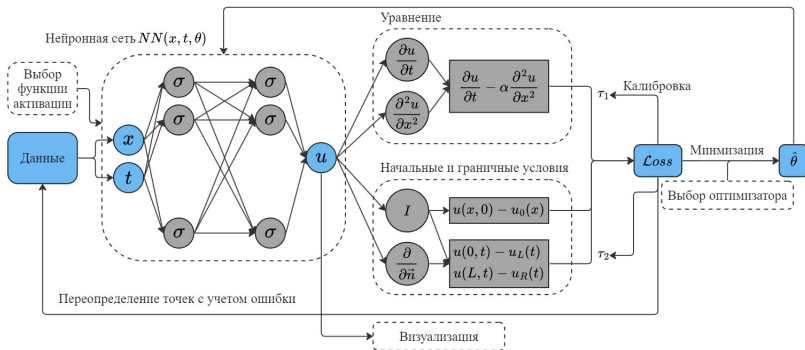 Уравнение
Нейронная сеть NN(x, t, θ)
Выбор
функции
активации
Данные
x
t
σ
σ
σ
σ
σ
σ
u
∂u/∂t
∂²u/∂x²
∂u/∂t − α ∂²u/∂x²
Начальные и граничные условия
I
∂/∂n⃗
u(x, 0) − u₀(x)
u(0, t) − u_L(t)
u(L, t) − u_R(t)
τ₁
Калибровка
Loss
Минмизация
θ̂
Выбор оптимизатора
τ₂
Переопределение точек с учетом ошибки
Визуализация